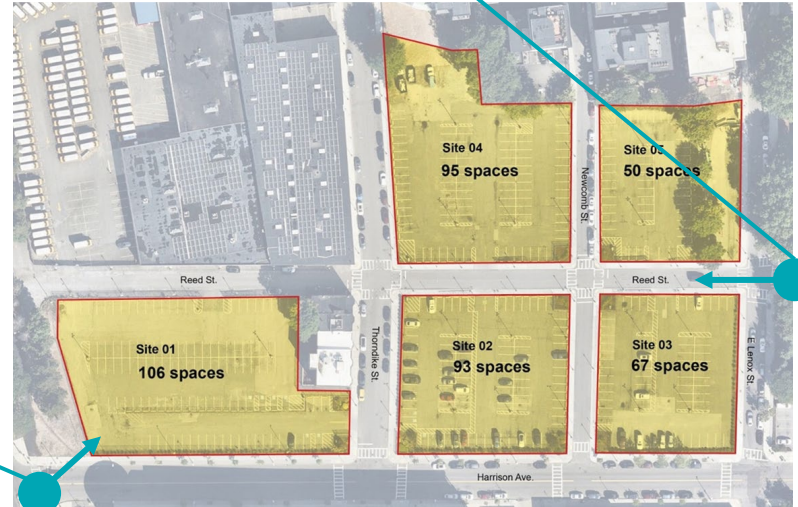 Site 04
95 spaces
Site 05
50 spaces
Newcomb St.
Reed St.
Reed St.
Site 01
106 spaces
Thorndike St.
Site 02
93 spaces
Site 03
67 spaces
E Lenox St.
Harrison Ave.